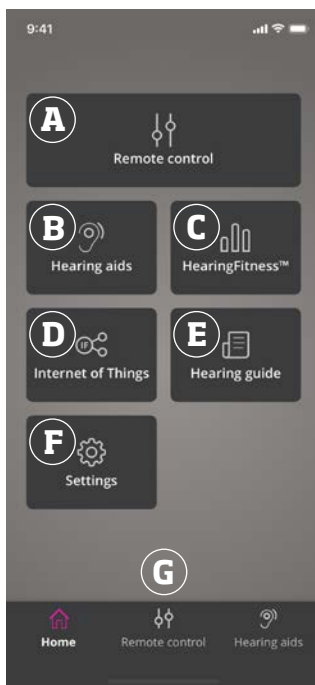 9:41
A
Remote control
B
Hearing aids
C
HearingFitness™
D
IF
Internet of Things
E
Hearing guide
F
Settings
G
Home
Remote control
Hearing aids